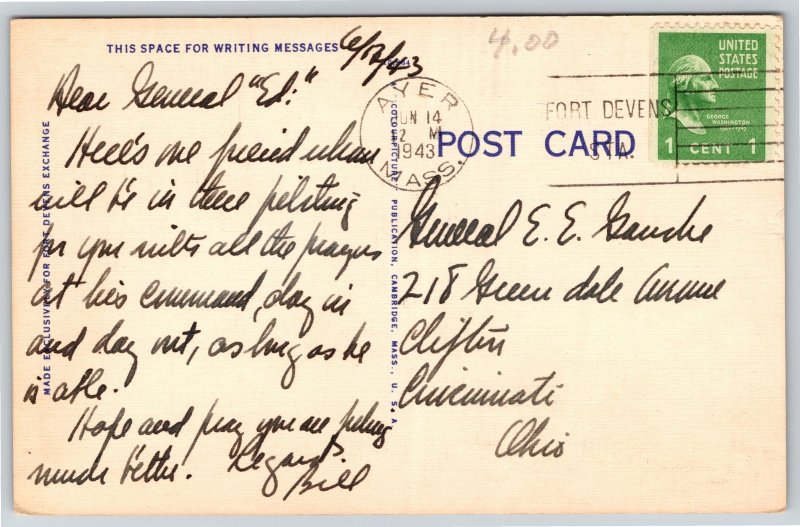 THIS SPACE FOR WRITING MESSAGES
6/12/43
4.00
Dear General "Ed":
Here's one friend whom
will be in there pitching
for you with all the prayers
at his command, day in
and day out, as long as he
is able.
Hope and pray you are feeling
much better. Regards
Bill
MADE EXCLUSIVELY FOR FORT DEVENS EXCHANGE
COLOURPICTURE PUBLICATION, CAMBRIDGE, MASS., U. S. A.
AYER
JUN 14
12 M
1943
MASS.
FORT DEVENS
STA.
UNITED
STATES
POSTAGE
GEORGE
WASHINGTON
1 CENT 1
POST CARD
General E. E.
218 Greendale Avenue
Clifton
Cincinnati
Ohio